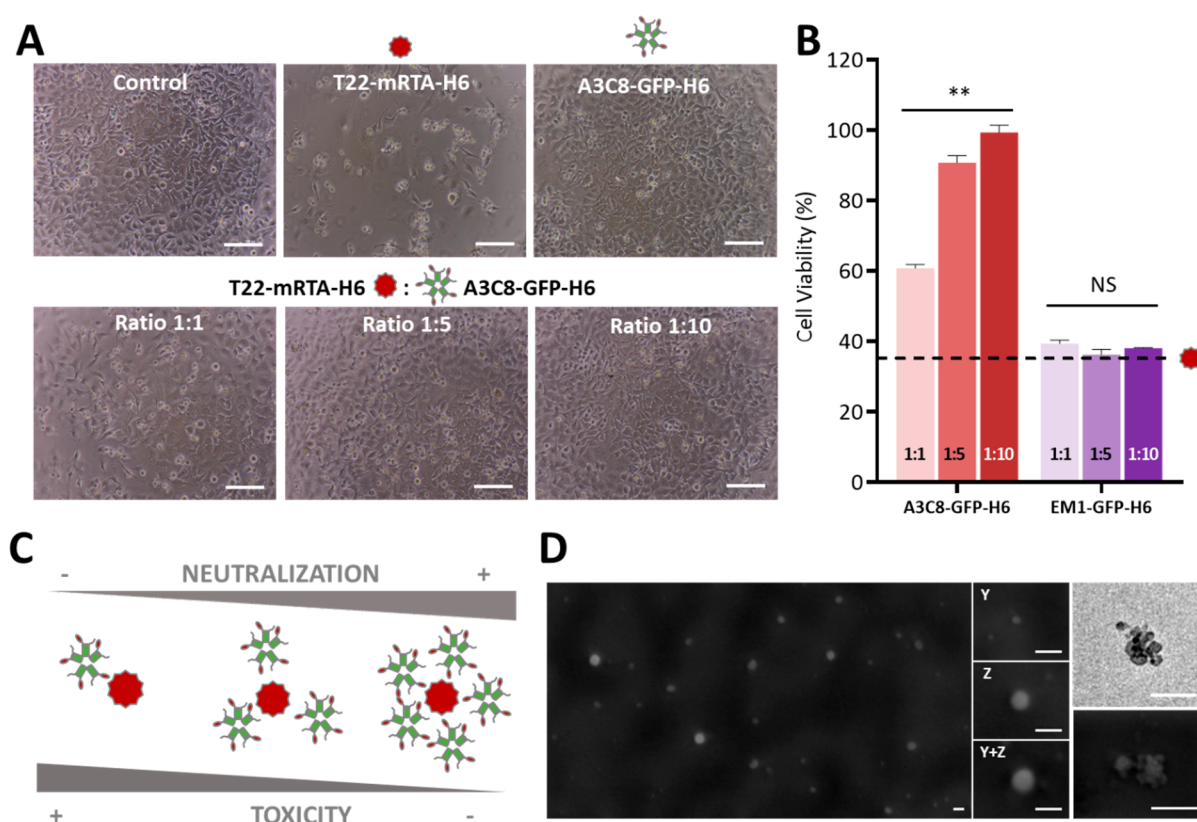 A
Control
T22-mRTA-H6
A3C8-GFP-H6
T22-mRTA-H6 : A3C8-GFP-H6
Ratio 1:1
Ratio 1:5
Ratio 1:10
B
Cell Viability (%)
120
100
80
60
40
20
0
**
NS
1:1
1:5
1:10
1:1
1:5
1:10
A3C8-GFP-H6
EM1-GFP-H6
C
- NEUTRALIZATION +
+ TOXICITY -
D
Y
Z
Y+Z